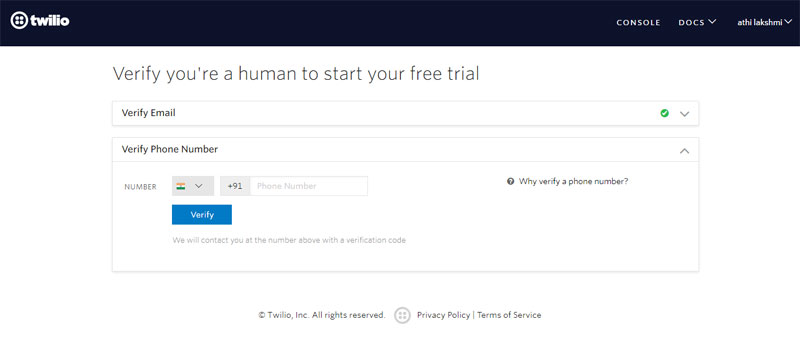 twilio
CONSOLE DOCS athi lakshmi
Verify you're a human to start your free trial
Verify Email
Verify Phone Number
NUMBER +91 Phone Number
Why verify a phone number?
Verify
We will contact you at the number above with a verification code
© Twilio, Inc. All rights reserved. Privacy Policy | Terms of Service